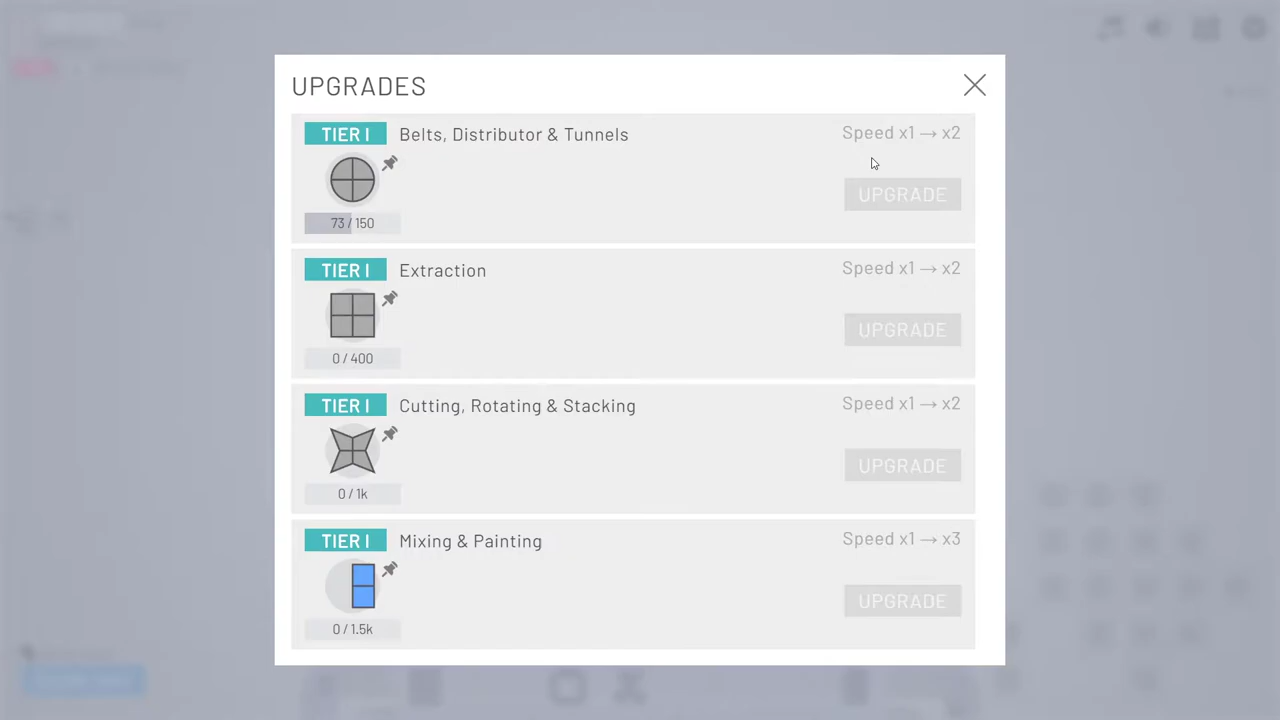 UPGRADES
TIER I Belts, Distributor & Tunnels Speed x1 → x2
UPGRADE
73 / 150
TIER I Extraction Speed x1 → x2
UPGRADE
0 / 400
TIER I Cutting, Rotating & Stacking Speed x1 → x2
UPGRADE
0 / 1k
TIER I Mixing & Painting Speed x1 → x3
UPGRADE
0 / 1.5k